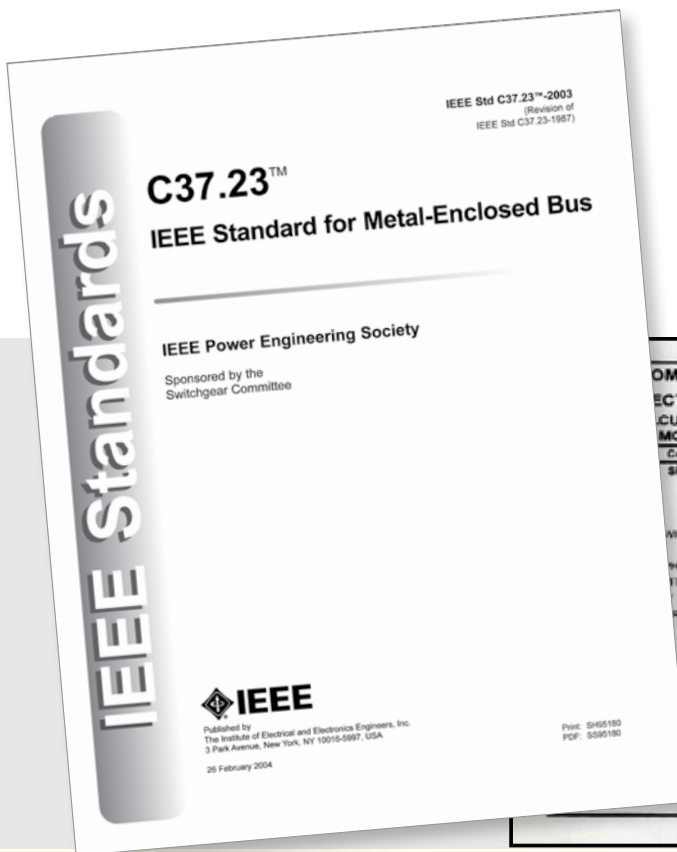 IEEE Std C37.23™-2003
(Revision of
IEEE Std C37.23-1987)
IEEE Standards
C37.23™
IEEE Standard for Metal-Enclosed Bus
IEEE Power Engineering Society
Sponsored by the
Switchgear Committee
IEEE
Published by
The Institute of Electrical and Electronics Engineers, Inc.
3 Park Avenue, New York, NY 10016-5997, USA
26 February 2004
Print: SH95180
PDF: SS95180